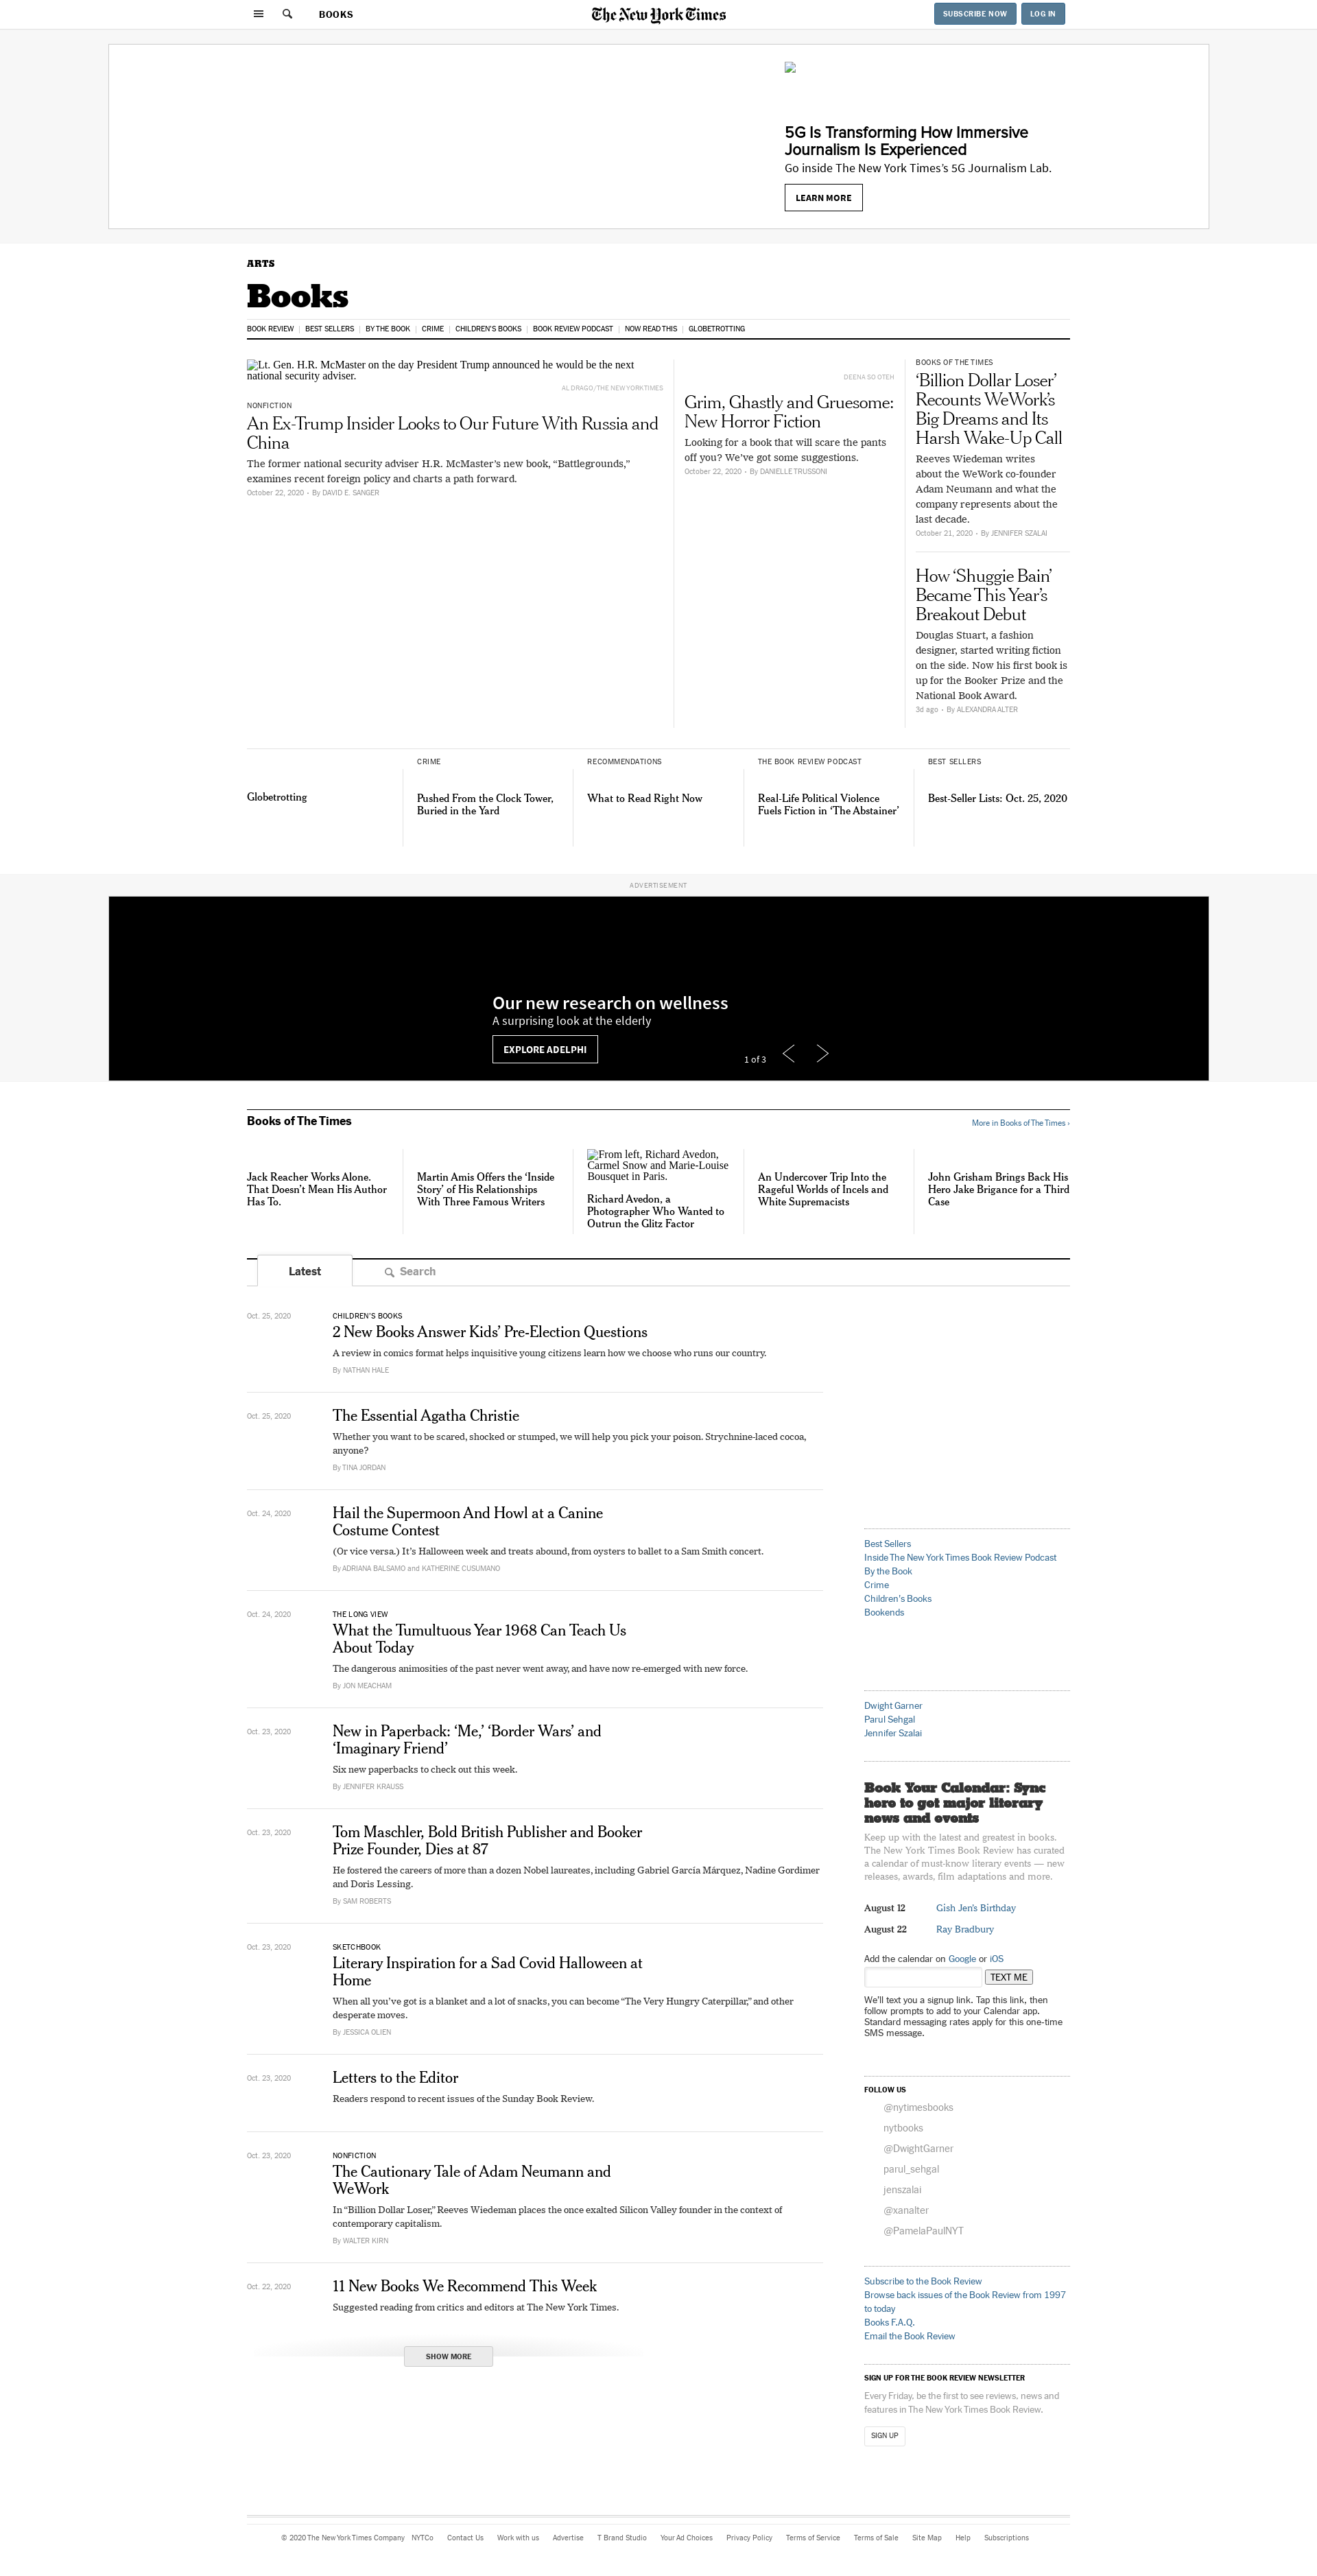 BOOKS
The New York Times
SUBSCRIBE NOW
LOG IN
5G Is Transforming How Immersive
Journalism Is Experienced
Go inside The New York Times's 5G Journalism Lab.
LEARN MORE
ARTS
Books
BOOK REVIEW | BEST SELLERS | BY THE BOOK | CRIME | CHILDREN'S BOOKS | BOOK REVIEW PODCAST | NOW READ THIS | GLOBETROTTING
Lt. Gen. H.R. McMaster on the day President Trump announced he would be the next
national security adviser.
AL DRAGO/THE NEW YORK TIMES
NONFICTION
An Ex-Trump Insider Looks to Our Future With Russia and
China
The former national security adviser H.R. McMaster's new book, “Battlegrounds,”
examines recent foreign policy and charts a path forward.
October 22, 2020 • By DAVID E. SANGER
DEENA SO OTEH
Grim, Ghastly and Gruesome:
New Horror Fiction
Looking for a book that will scare the pants
off you? We've got some suggestions.
October 22, 2020 • By DANIELLE TRUSSONI
BOOKS OF THE TIMES
‘Billion Dollar Loser’
Recounts WeWork’s
Big Dreams and Its
Harsh Wake-Up Call
Reeves Wiedeman writes
about the WeWork co-founder
Adam Neumann and what the
company represents about the
last decade.
October 21, 2020 • By JENNIFER SZALAI
How ‘Shuggie Bain’
Became This Year’s
Breakout Debut
Douglas Stuart, a fashion
designer, started writing fiction
on the side. Now his first book is
up for the Booker Prize and the
National Book Award.
3d ago • By ALEXANDRA ALTER
Globetrotting
CRIME
Pushed From the Clock Tower,
Buried in the Yard
RECOMMENDATIONS
What to Read Right Now
THE BOOK REVIEW PODCAST
Real-Life Political Violence
Fuels Fiction in ‘The Abstainer’
BEST SELLERS
Best-Seller Lists: Oct. 25, 2020
ADVERTISEMENT
Our new research on wellness
A surprising look at the elderly
EXPLORE ADELPHI
1 of 3
Books of The Times
More in Books of The Times ›
Jack Reacher Works Alone.
That Doesn’t Mean His Author
Has To.
Martin Amis Offers the ‘Inside
Story’ of His Relationships
With Three Famous Writers
From left, Richard Avedon,
Carmel Snow and Marie-Louise
Bousquet in Paris.
Richard Avedon, a
Photographer Who Wanted to
Outrun the Glitz Factor
An Undercover Trip Into the
Rageful Worlds of Incels and
White Supremacists
John Grisham Brings Back His
Hero Jake Brigance for a Third
Case
Latest
Search
Oct. 25, 2020
CHILDREN’S BOOKS
2 New Books Answer Kids’ Pre-Election Questions
A review in comics format helps inquisitive young citizens learn how we choose who runs our country.
By NATHAN HALE
Oct. 25, 2020
The Essential Agatha Christie
Whether you want to be scared, shocked or stumped, we will help you pick your poison. Strychnine-laced cocoa,
anyone?
By TINA JORDAN
Oct. 24, 2020
Hail the Supermoon And Howl at a Canine
Costume Contest
(Or vice versa.) It’s Halloween week and treats abound, from oysters to ballet to a Sam Smith concert.
By ADRIANA BALSAMO and KATHERINE CUSUMANO
Oct. 24, 2020
THE LONG VIEW
What the Tumultuous Year 1968 Can Teach Us
About Today
The dangerous animosities of the past never went away, and have now re-emerged with new force.
By JON MEACHAM
Oct. 23, 2020
New in Paperback: ‘Me,’ ‘Border Wars’ and
‘Imaginary Friend’
Six new paperbacks to check out this week.
By JENNIFER KRAUSS
Oct. 23, 2020
Tom Maschler, Bold British Publisher and Booker
Prize Founder, Dies at 87
He fostered the careers of more than a dozen Nobel laureates, including Gabriel García Márquez, Nadine Gordimer
and Doris Lessing.
By SAM ROBERTS
Oct. 23, 2020
SKETCHBOOK
Literary Inspiration for a Sad Covid Halloween at
Home
When all you’ve got is a blanket and a lot of snacks, you can become “The Very Hungry Caterpillar,” and other
desperate moves.
By JESSICA OLIEN
Oct. 23, 2020
Letters to the Editor
Readers respond to recent issues of the Sunday Book Review.
Oct. 23, 2020
NONFICTION
The Cautionary Tale of Adam Neumann and
WeWork
In “Billion Dollar Loser,” Reeves Wiedeman places the once exalted Silicon Valley founder in the context of
contemporary capitalism.
By WALTER KIRN
Oct. 22, 2020
11 New Books We Recommend This Week
Suggested reading from critics and editors at The New York Times.
SHOW MORE
Best Sellers
Inside The New York Times Book Review Podcast
By the Book
Crime
Children’s Books
Bookends
Dwight Garner
Parul Sehgal
Jennifer Szalai
Book Your Calendar: Sync
here to get major literary
news and events
Keep up with the latest and greatest in books.
The New York Times Book Review has curated
a calendar of must-know literary events — new
releases, awards, film adaptations and more.
August 12 Gish Jen’s Birthday
August 22 Ray Bradbury
Add the calendar on Google or iOS
TEXT ME
We’ll text you a signup link. Tap this link, then
follow prompts to add to your Calendar app.
Standard messaging rates apply for this one-time
SMS message.
FOLLOW US
@nytimesbooks
nytbooks
@DwightGarner
parul_sehgal
jenszalai
@xanalter
@PamelaPaulNYT
Subscribe to the Book Review
Browse back issues of the Book Review from 1997
to today
Books F.A.Q.
Email the Book Review
SIGN UP FOR THE BOOK REVIEW NEWSLETTER
Every Friday, be the first to see reviews, news and
features in The New York Times Book Review.
SIGN UP
© 2020 The New York Times Company NYTCo Contact Us Work with us Advertise T Brand Studio Your Ad Choices Privacy Policy Terms of Service Terms of Sale Site Map Help Subscriptions